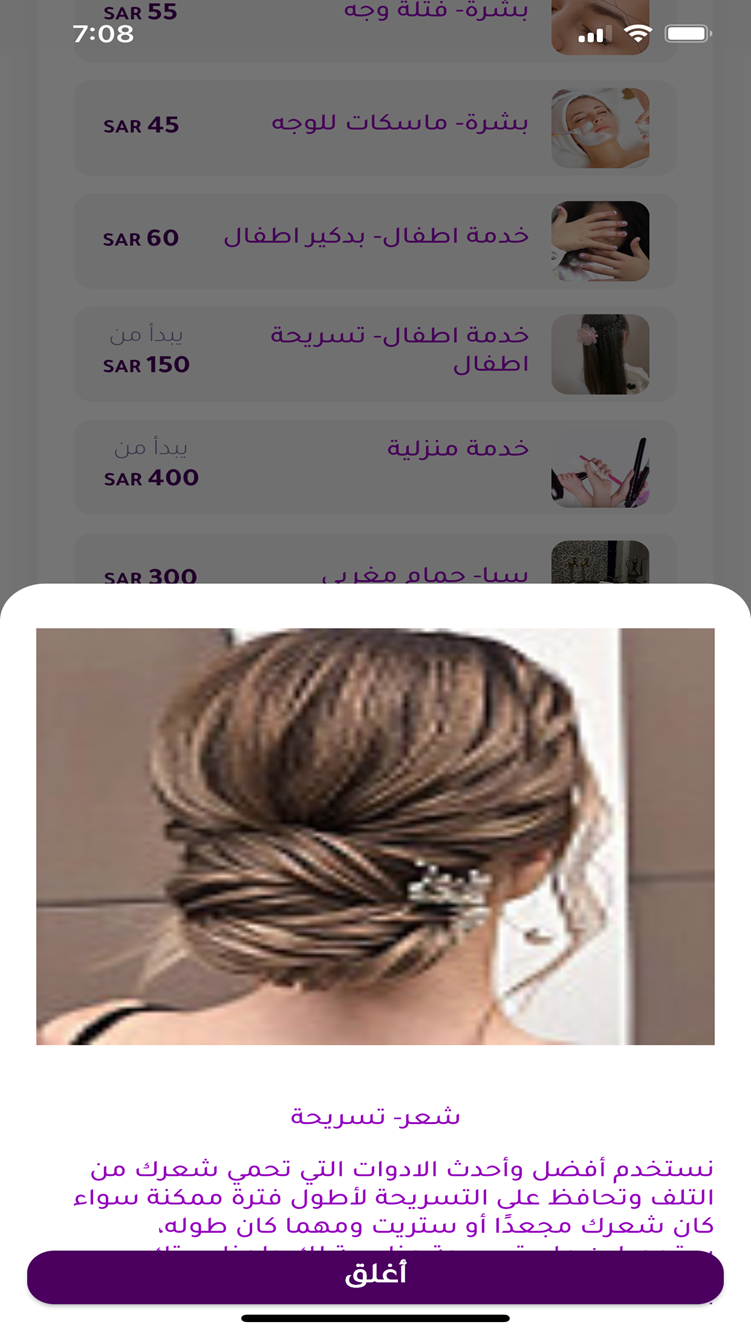 7:08
بشرة- فتلة وجه SAR 55
بشرة- ماسكات للوجه SAR 45
خدمة اطفال- بدكير اطفال SAR 60
خدمة اطفال- تسريحة يبدأ من
اطفال SAR 150
خدمة منزلية يبدأ من
SAR 400
سبا- حمام مغربي SAR 300
شعر- تسريحة
نستخدم أفضل وأحدث الادوات التي تحمي شعرك من
التلف وتحافظ على التسريحة لأطول فترة ممكنة سواء
كان شعرك مجعدًا أو ستريت ومهما كان طوله،
أغلق